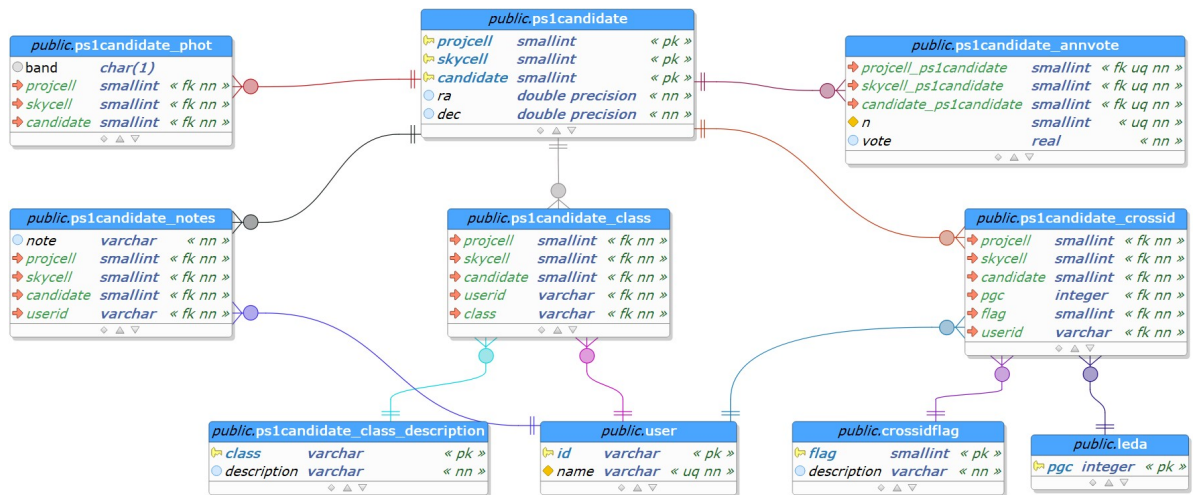 public.ps1candidate
projcell smallint « pk »
skycell smallint « pk »
candidate smallint « pk »
ra double precision « nn »
dec double precision « nn »
public.ps1candidate_phot
band char(1)
projcell smallint « fk nn »
skycell smallint « fk nn »
candidate smallint « fk nn »
public.ps1candidate_annvote
projcell_ps1candidate smallint « fk uq nn »
skycell_ps1candidate smallint « fk uq nn »
candidate_ps1candidate smallint « fk uq nn »
n smallint « uq nn »
vote real « nn »
public.ps1candidate_notes
note varchar « nn »
projcell smallint « fk nn »
skycell smallint « fk nn »
candidate smallint « fk nn »
userid varchar « fk nn »
public.ps1candidate_class
projcell smallint « fk nn »
skycell smallint « fk nn »
candidate smallint « fk nn »
userid varchar « fk nn »
class varchar « fk nn »
public.ps1candidate_crossid
projcell smallint « fk nn »
skycell smallint « fk nn »
candidate smallint « fk nn »
pgc integer « fk nn »
flag smallint « fk nn »
userid varchar « fk nn »
public.ps1candidate_class_description
class varchar « pk »
description varchar « nn »
public.user
id varchar « pk »
name varchar « uq nn »
public.crossidflag
flag smallint « pk »
description varchar « nn »
public.leda
pgc integer « pk »